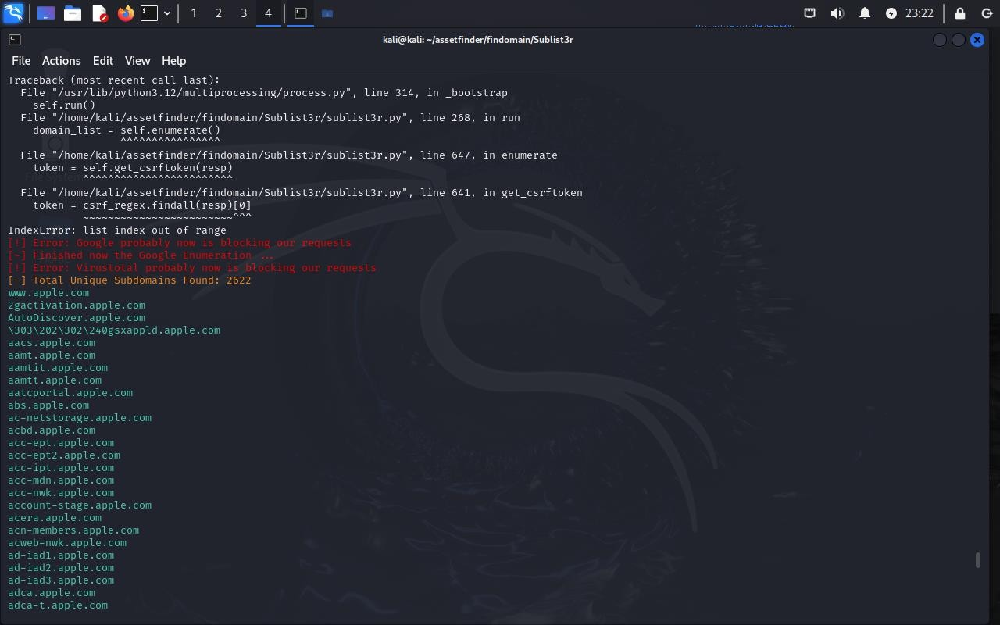 1 2 3 4 23:22
kali@kali: ~/assetfinder/findomain/Sublist3r
File Actions Edit View Help
Traceback (most recent call last):
  File "/usr/lib/python3.12/multiprocessing/process.py", line 314, in _bootstrap
    self.run()
  File "/home/kali/assetfinder/findomain/Sublist3r/sublist3r.py", line 268, in run
    domain_list = self.enumerate()
                  ^^^^^^^^^^^^^^^^
  File "/home/kali/assetfinder/findomain/Sublist3r/sublist3r.py", line 647, in enumerate
    token = self.get_csrftoken(resp)
            ^^^^^^^^^^^^^^^^^^^^^^^^
  File "/home/kali/assetfinder/findomain/Sublist3r/sublist3r.py", line 641, in get_csrftoken
    token = csrf_regex.findall(resp)[0]
            ~~~~~~~~~~~~~~~~~~~~~~~~^^^
IndexError: list index out of range
[!] Error: Google probably now is blocking our requests
[~] Finished now the Google Enumeration ...
[!] Error: Virustotal probably now is blocking our requests
[-] Total Unique Subdomains Found: 2622
www.apple.com
2gactivation.apple.com
AutoDiscover.apple.com
\303\202\302\240gsxappld.apple.com
aacs.apple.com
aamt.apple.com
aamtit.apple.com
aamtt.apple.com
aatcportal.apple.com
abs.apple.com
ac-netstorage.apple.com
acbd.apple.com
acc-ept.apple.com
acc-ept2.apple.com
acc-ipt.apple.com
acc-mdn.apple.com
acc-nwk.apple.com
account-stage.apple.com
acera.apple.com
acn-members.apple.com
acweb-nwk.apple.com
ad-iad1.apple.com
ad-iad2.apple.com
ad-iad3.apple.com
adca.apple.com
adca-t.apple.com
File System